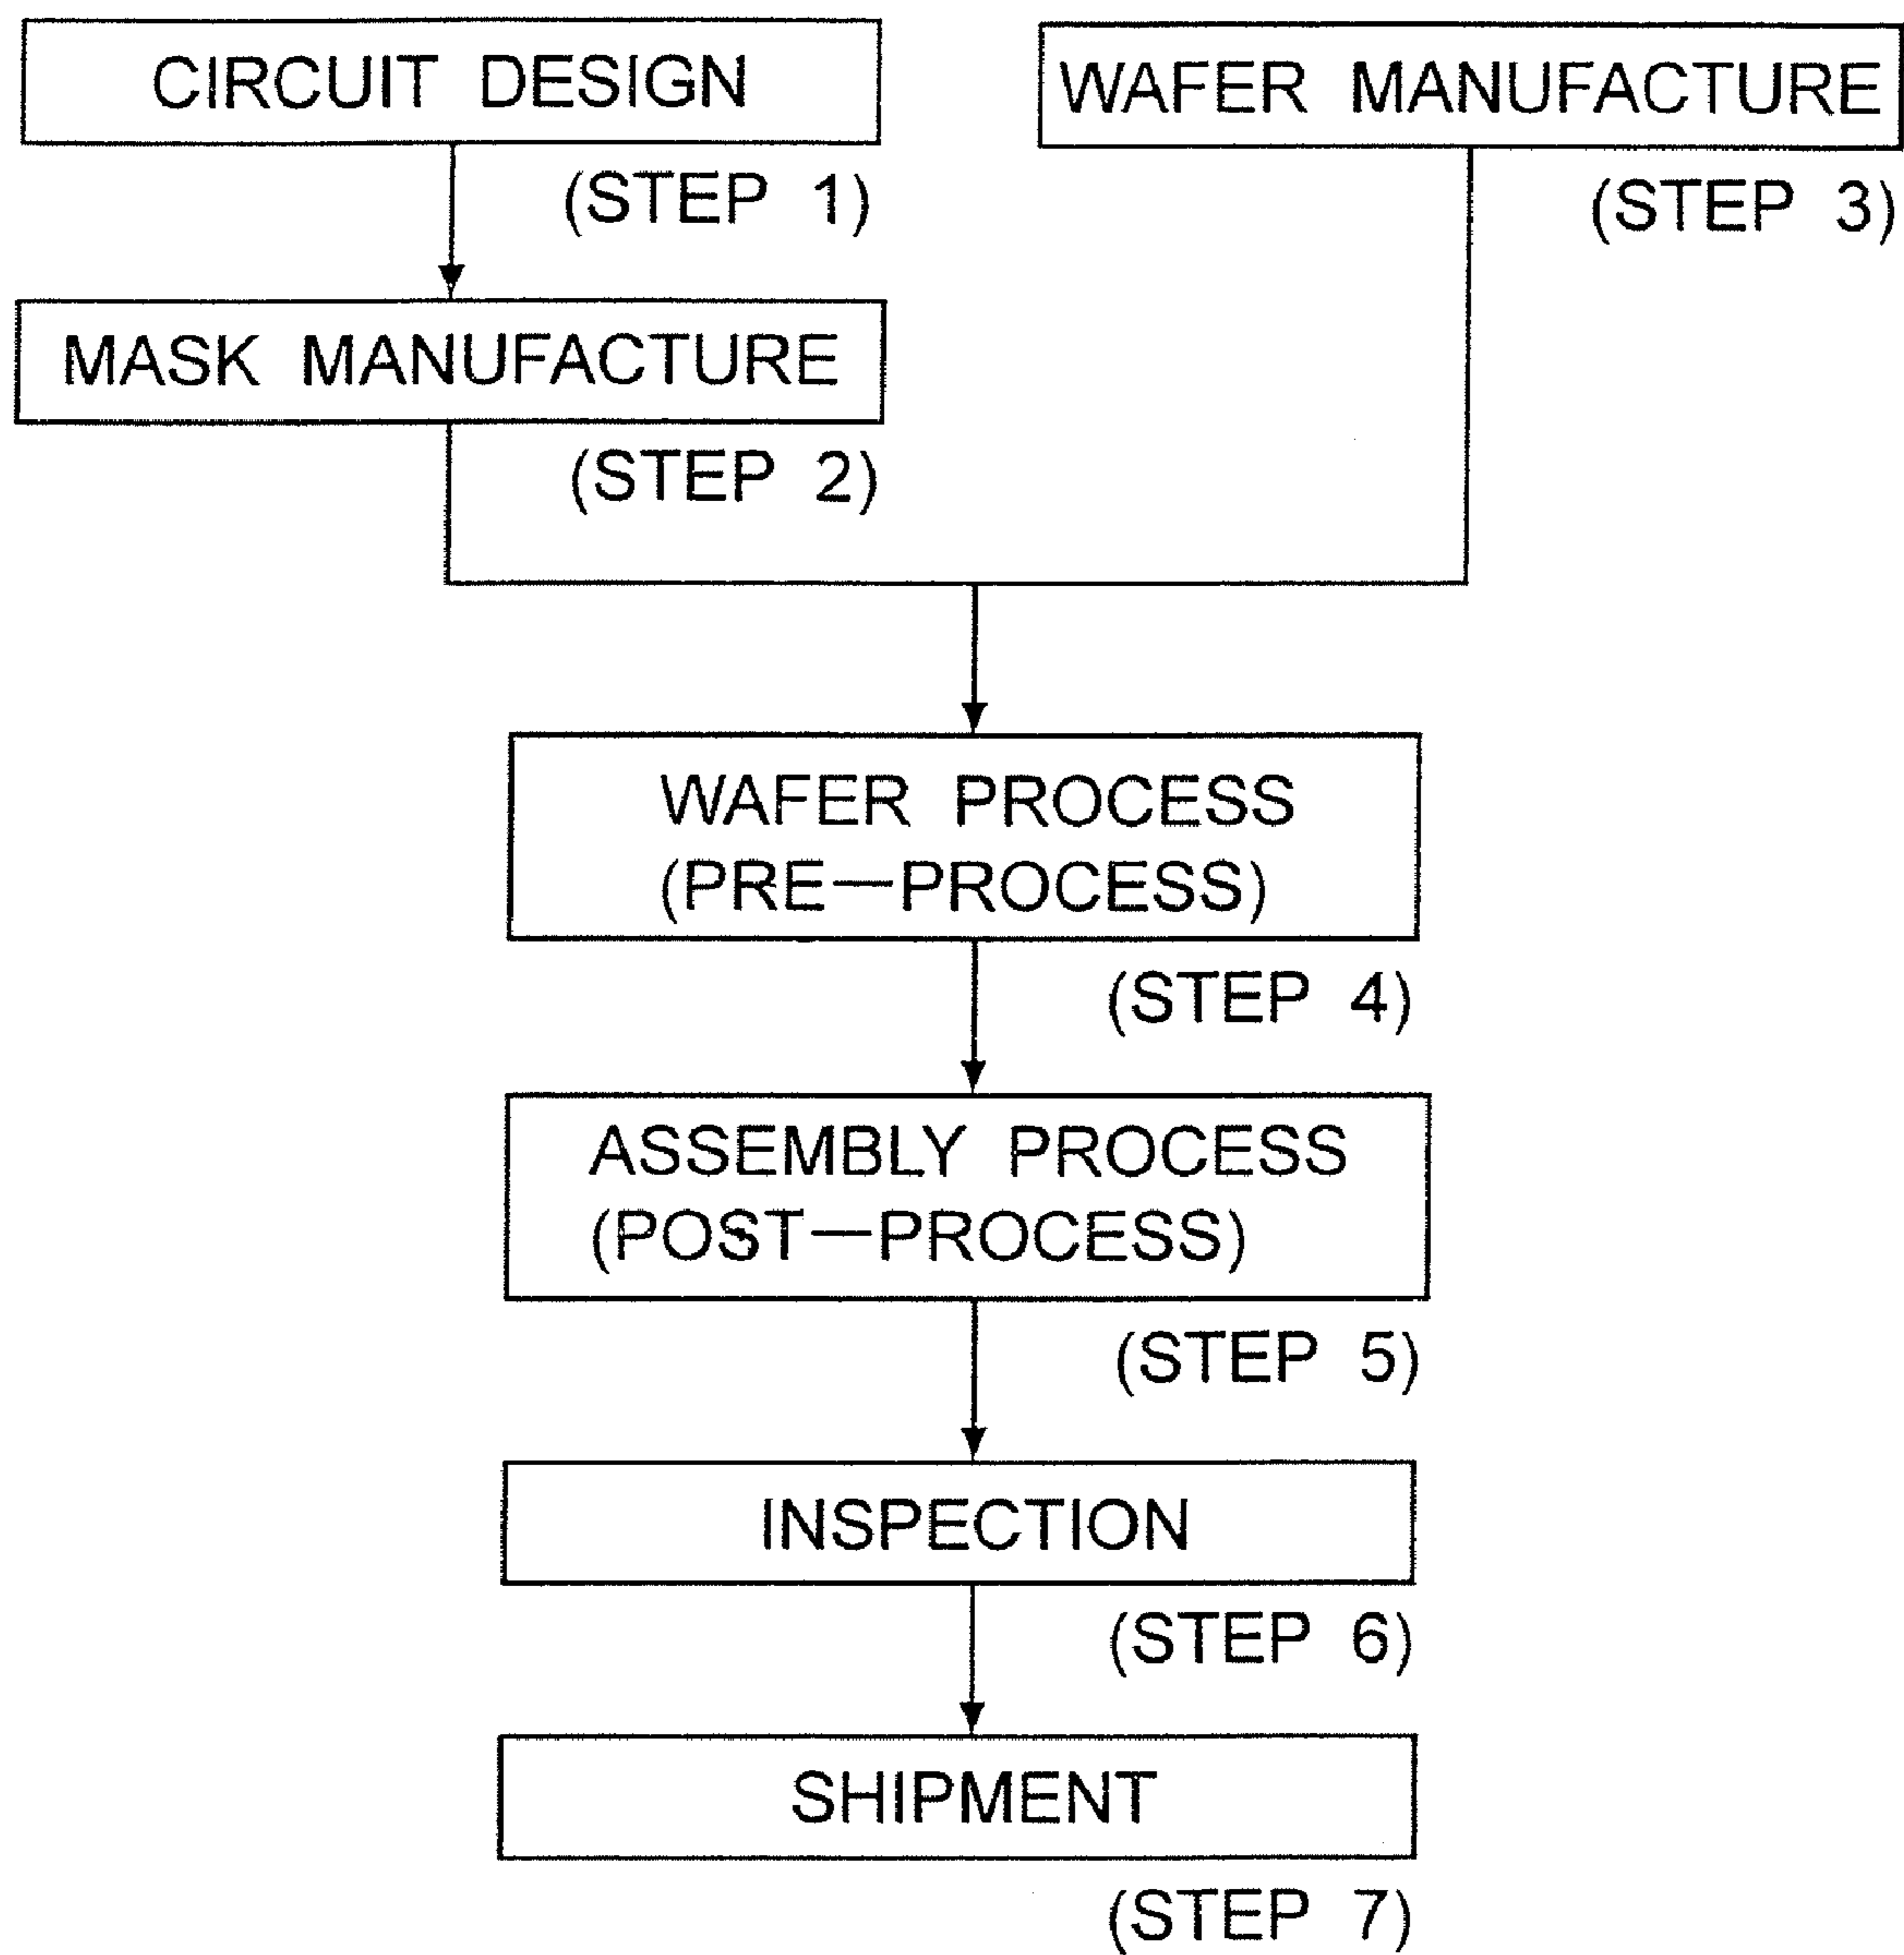 CIRCUIT DESIGN
(STEP 1)
WAFER MANUFACTURE
(STEP 3)
MASK MANUFACTURE
(STEP 2)
WAFER PROCESS
(PRE—PROCESS)
(STEP 4)
ASSEMBLY PROCESS
(POST—PROCESS)
(STEP 5)
INSPECTION
(STEP 6)
SHIPMENT
(STEP 7)